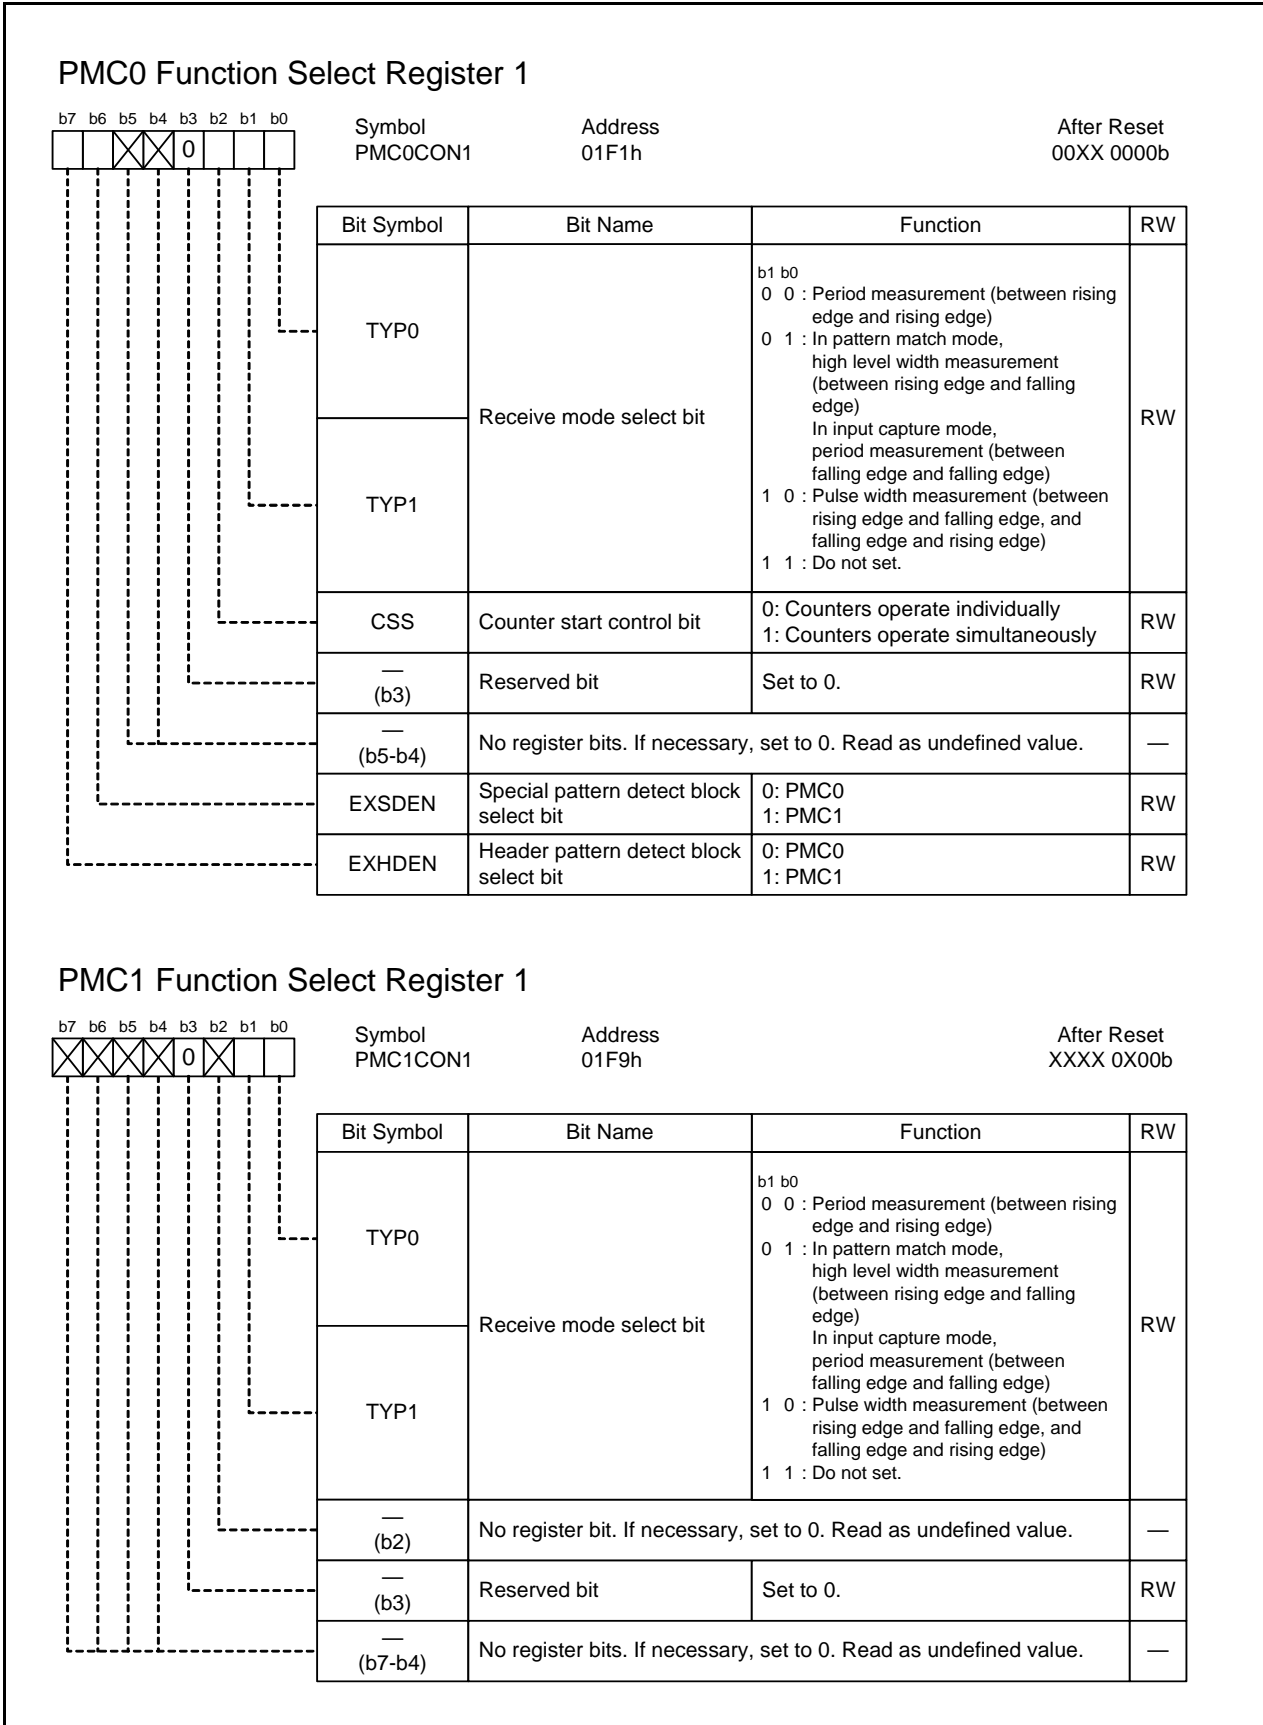 PMC0 Function Select Register 1
b7 b6 b5 b4 b3 b2 b1 b0
0
Symbol Address After Reset
PMC0CON1 01F1h 00XX 0000b
Bit Symbol Bit Name Function RW
TYP0
TYP1
Receive mode select bit
b1 b0
0 0 : Period measurement (between rising
edge and rising edge)
0 1 : In pattern match mode,
high level width measurement
(between rising edge and falling
edge)
In input capture mode,
period measurement (between
falling edge and falling edge)
1 0 : Pulse width measurement (between
rising edge and falling edge, and
falling edge and rising edge)
1 1 : Do not set.
RW
CSS Counter start control bit
0: Counters operate individually
1: Counters operate simultaneously
RW
—
(b3)
Reserved bit Set to 0. RW
—
(b5-b4)
No register bits. If necessary, set to 0. Read as undefined value. —
EXSDEN
Special pattern detect block
select bit
0: PMC0
1: PMC1
RW
EXHDEN
Header pattern detect block
select bit
0: PMC0
1: PMC1
RW
PMC1 Function Select Register 1
b7 b6 b5 b4 b3 b2 b1 b0
0
Symbol Address After Reset
PMC1CON1 01F9h XXXX 0X00b
Bit Symbol Bit Name Function RW
TYP0
TYP1
Receive mode select bit
b1 b0
0 0 : Period measurement (between rising
edge and rising edge)
0 1 : In pattern match mode,
high level width measurement
(between rising edge and falling
edge)
In input capture mode,
period measurement (between
falling edge and falling edge)
1 0 : Pulse width measurement (between
rising edge and falling edge, and
falling edge and rising edge)
1 1 : Do not set.
RW
—
(b2)
No register bit. If necessary, set to 0. Read as undefined value. —
—
(b3)
Reserved bit Set to 0. RW
—
(b7-b4)
No register bits. If necessary, set to 0. Read as undefined value. —